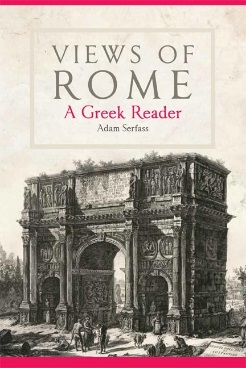 VIEWS OF
ROME
A Greek Reader
Adam Serfass